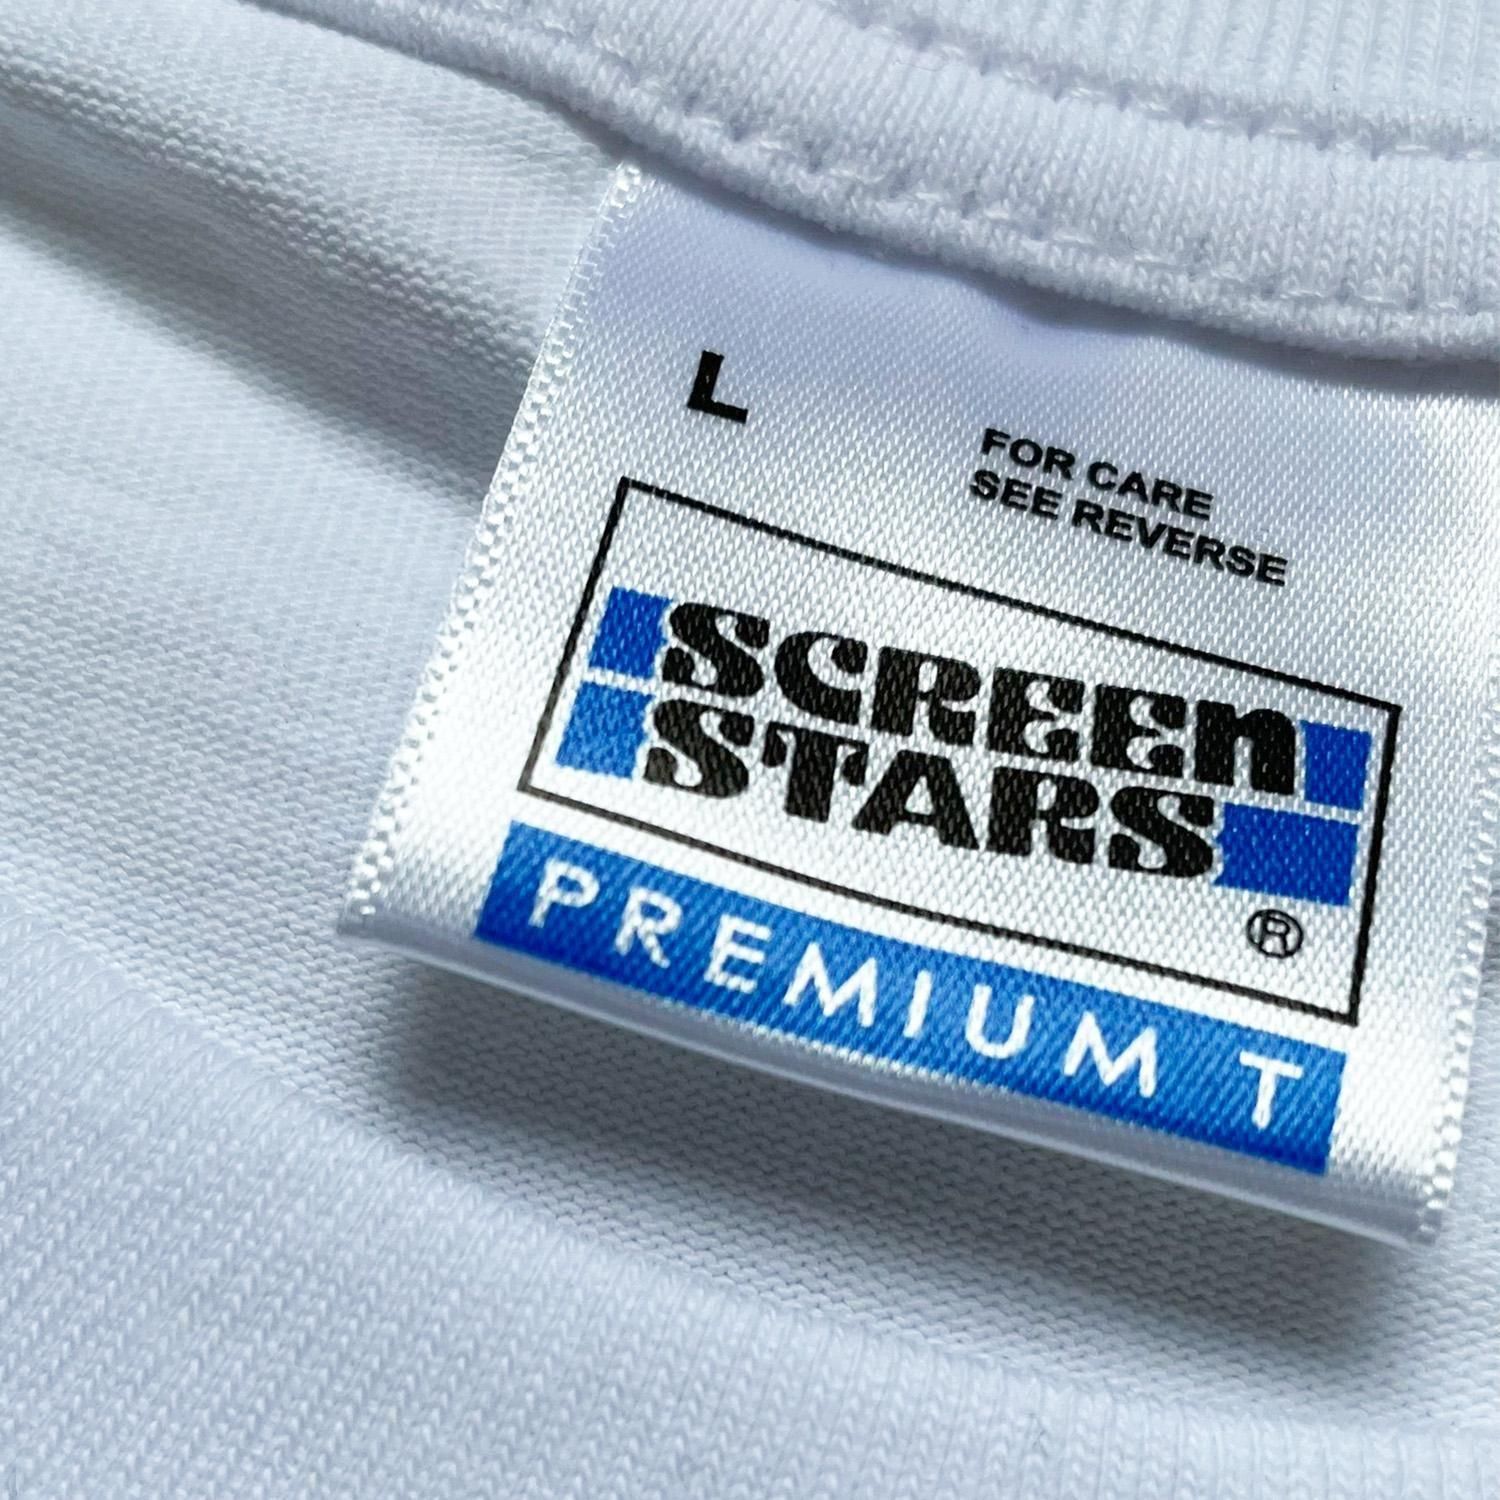 L
FOR CARE
SEE REVERSE
SCREEN
STARS
®
PREMIUM T